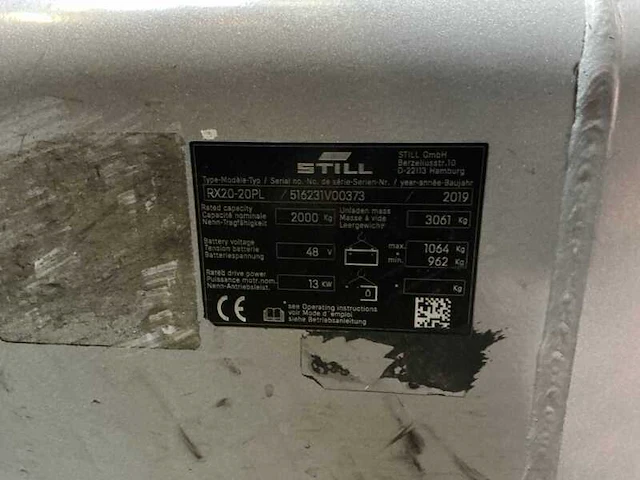 STILL
STILL GmbH
Berzeliusstr.10
D-22113 Hamburg
Type-Modèle-Typ / Serial no.-No. de série-Serien-Nr. / year-année-Baujahr
RX20-20PL / 516231V00373 / 2019
Rated capacity
Capacité nominale
Nenn-Tragfähigkeit
2000 Kg
Unladen mass
Masse à vide
Leergewicht
3061 Kg
Battery voltage
Tension batterie
Batteriespannung
48 V
max. 1064 Kg
min. 962 Kg
Rated drive power
Puissance motr.nom.
Nenn-Antriebsleist.
13 KW
* Kg
CE
*see Operating instructions
voir Mode d'emploi
siehe Betriebsanleitung